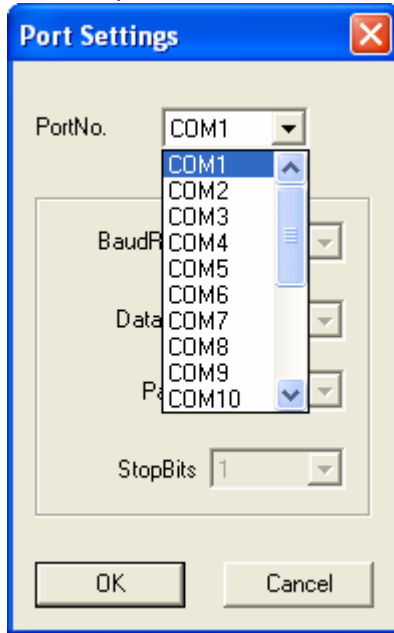 Port Settings
PortNo. COM1
COM1
COM2
COM3
BaudR COM4
COM5
COM6
Data COM7
COM8
COM9
Pa COM10
StopBits 1
OK Cancel